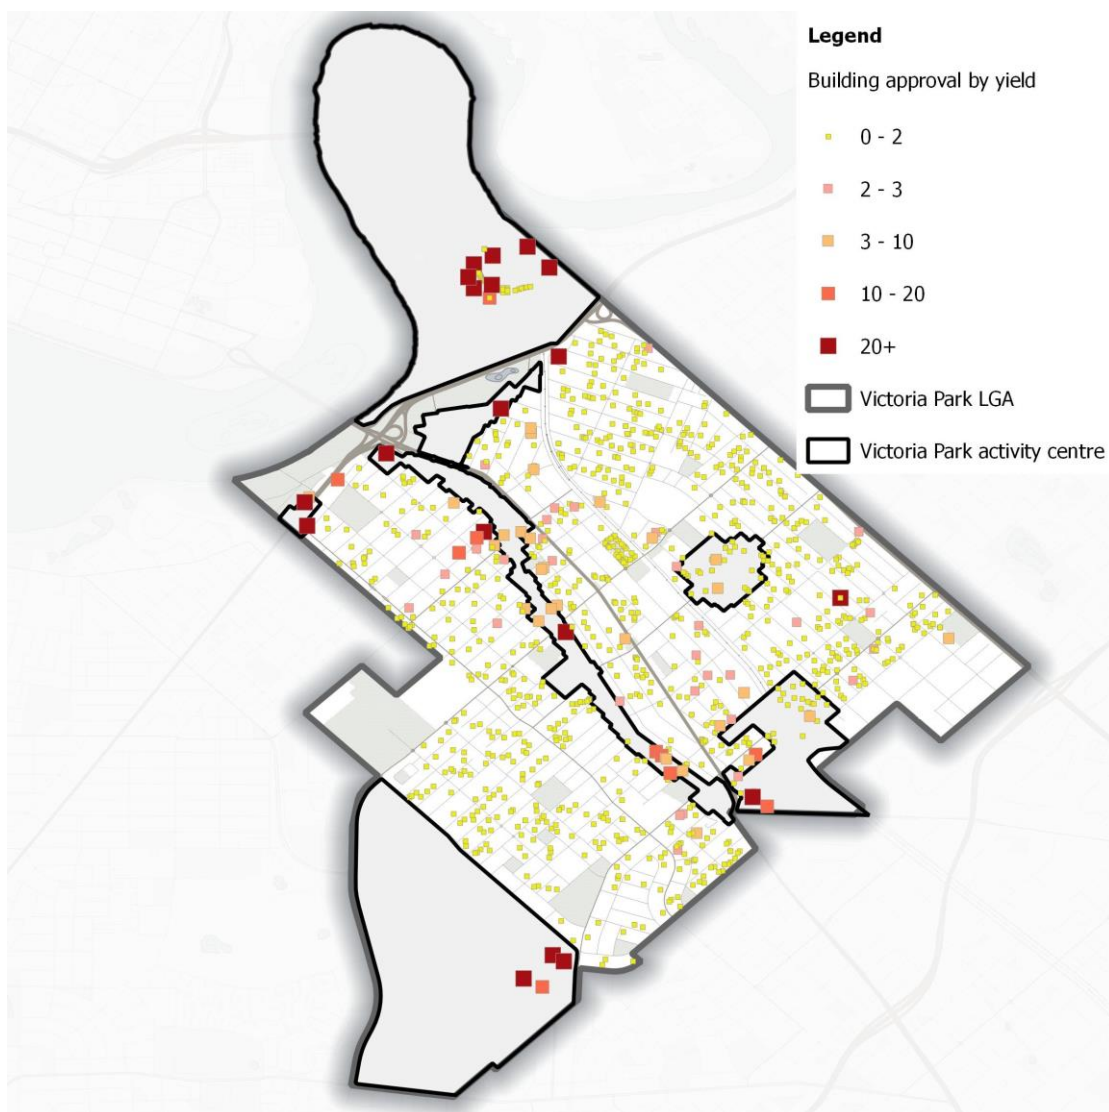 Legend
Building approval by yield
0 - 2
2 - 3
3 - 10
10 - 20
20+
Victoria Park LGA
Victoria Park activity centre